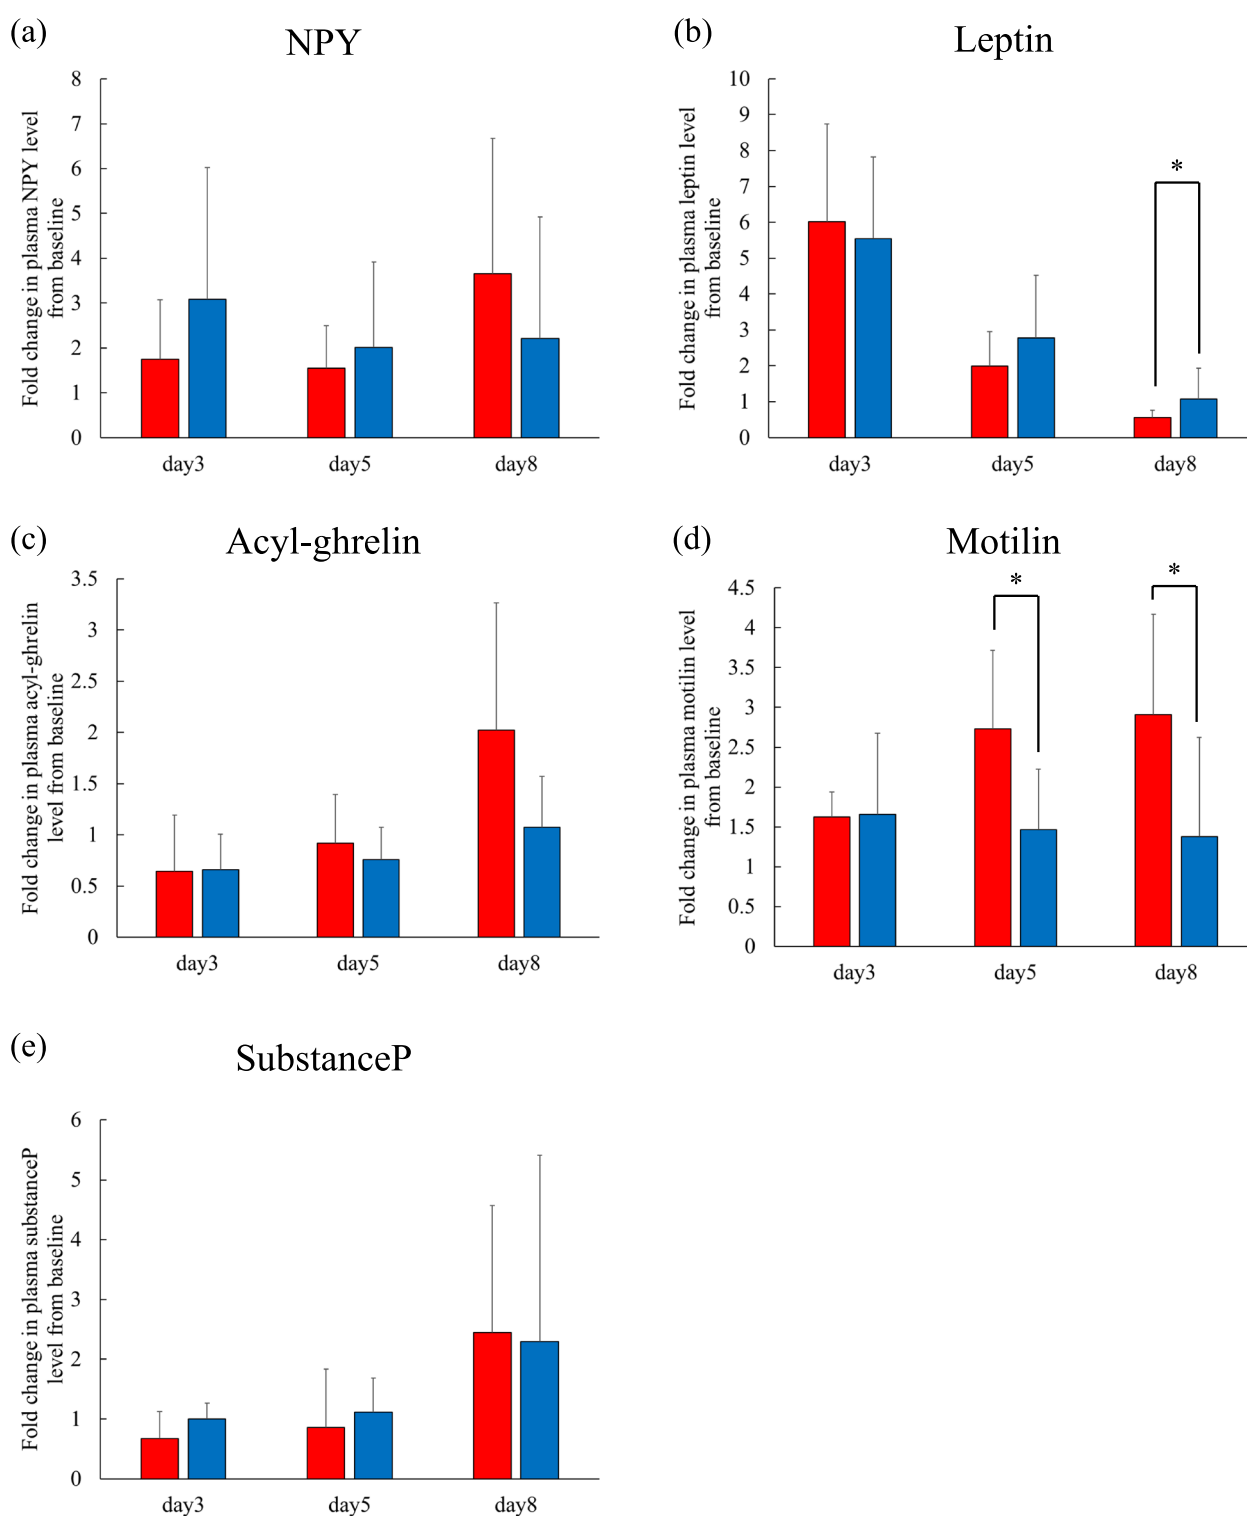 (a)
NPY
Fold change in plasma NPY level
from baseline
8
7
6
5
4
3
2
1
0
day3
day5
day8
(b)
Leptin
Fold change in plasma leptin level
from baseline
10
9
8
7
6
5
4
3
2
1
0
*
day3
day5
day8
(c)
Acyl-ghrelin
Fold change in plasma acyl-ghrelin
level from baseline
3.5
3
2.5
2
1.5
1
0.5
0
day3
day5
day8
(d)
Motilin
Fold change in plasma motilin level
from baseline
4.5
4
3.5
3
2.5
2
1.5
1
0.5
0
*
*
day3
day5
day8
(e)
SubstanceP
Fold change in plasma substanceP
level from baseline
6
5
4
3
2
1
0
day3
day5
day8